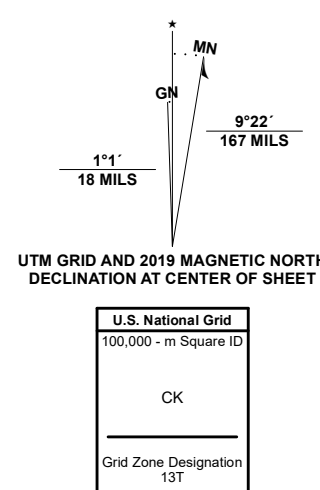 ★
MN
GN
9°22´
167 MILS
1°1´
18 MILS
UTM GRID AND 2019 MAGNETIC NORTH
DECLINATION AT CENTER OF SHEET
U.S. National Grid
100,000 - m Square ID
CK
Grid Zone Designation
13T